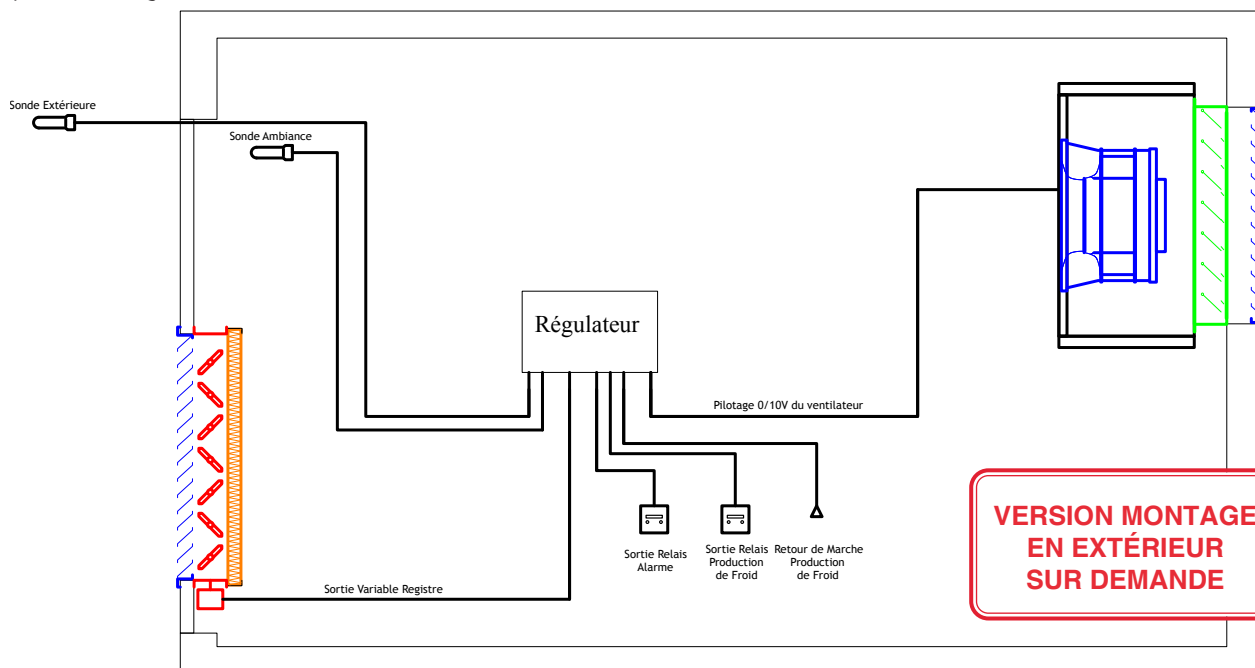 Sonde Extérieure
Sonde Ambiance
Régulateur
Pilotage 0/10V du ventilateur
Sortie Relais
Alarme
Sortie Relais
Production
de Froid
Retour de Marche
Production
de Froid
Sortie Variable Registre
VERSION MONTAGE
EN EXTÉRIEUR
SUR DEMANDE